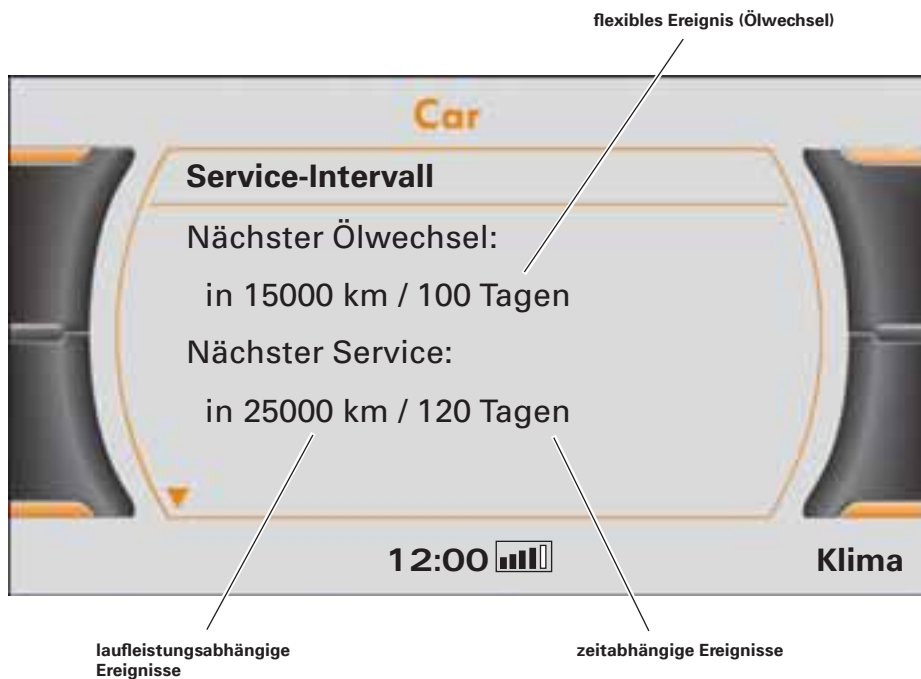 flexibles Ereignis (Ölwechsel)
Car
Service-Intervall
Nächster Ölwechsel:
in 15000 km / 100 Tagen
Nächster Service:
in 25000 km / 120 Tagen
12:00
Klima
laufleistungsabhängige
Ereignisse
zeitabhängige Ereignisse